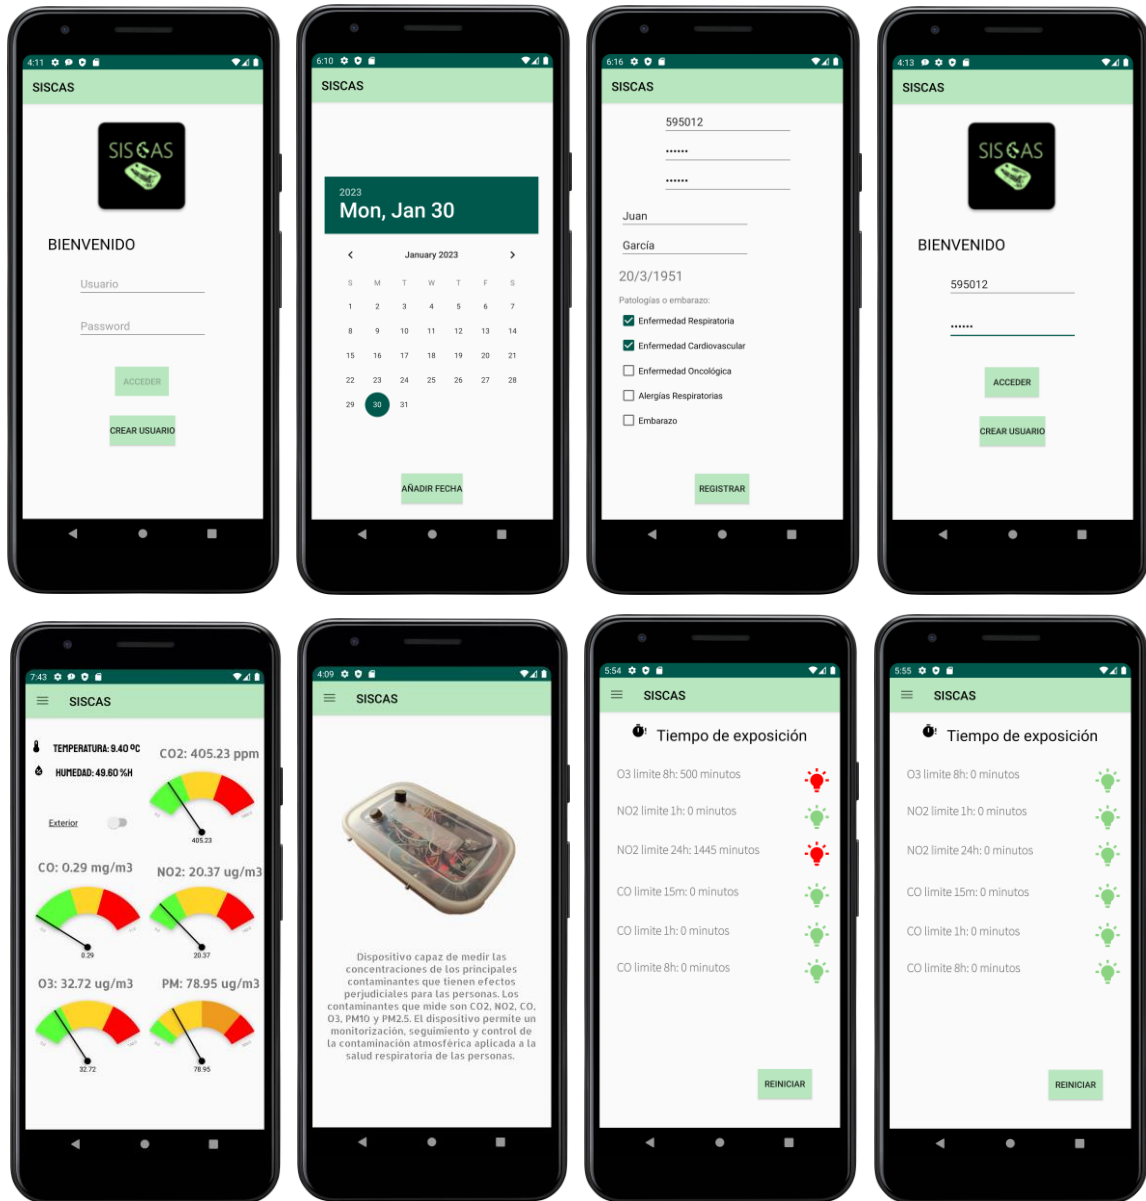 4:11
SISCAS
SISCAS
BIENVENIDO
Usuario
Password
ACCEDER
CREAR USUARIO
6:10
SISCAS
2023
Mon, Jan 30
January 2023
S M T W T F S
1 2 3 4 5 6 7
8 9 10 11 12 13 14
15 16 17 18 19 20 21
22 23 24 25 26 27 28
29 30 31
AÑADIR FECHA
6:16
SISCAS
595012
••••••
••••••
Juan
García
20/3/1951
Patologías o embarazo:
Enfermedad Respiratoria
Enfermedad Cardiovascular
Enfermedad Oncológica
Alergías Respiratorias
Embarazo
REGISTRAR
4:13
SISCAS
SISCAS
BIENVENIDO
595012
••••••
ACCEDER
CREAR USUARIO
7:43
SISCAS
TEMPERATURA: 9.40 ºC
HUMEDAD: 49.60 %H
CO2: 405.23 ppm
405.23
Exterior
CO: 0.29 mg/m3
0.29
NO2: 20.37 ug/m3
20.37
O3: 32.72 ug/m3
32.72
PM: 78.95 ug/m3
78.95
4:09
SISCAS
Dispositivo capaz de medir las
concentraciones de los principales
contaminantes que tienen efectos
perjudiciales para las personas. Los
contaminantes que mide son CO2, NO2, CO,
O3, PM10 y PM2.5. El dispositivo permite un
monitorización, seguimiento y control de
la contaminación atmosférica aplicada a la
salud respiratoria de las personas.
5:54
SISCAS
Tiempo de exposición
O3 limite 8h: 500 minutos
NO2 limite 1h: 0 minutos
NO2 limite 24h: 1445 minutos
CO limite 15m: 0 minutos
CO limite 1h: 0 minutos
CO limite 8h: 0 minutos
REINICIAR
5:55
SISCAS
Tiempo de exposición
O3 limite 8h: 0 minutos
NO2 limite 1h: 0 minutos
NO2 limite 24h: 0 minutos
CO limite 15m: 0 minutos
CO limite 1h: 0 minutos
CO limite 8h: 0 minutos
REINICIAR